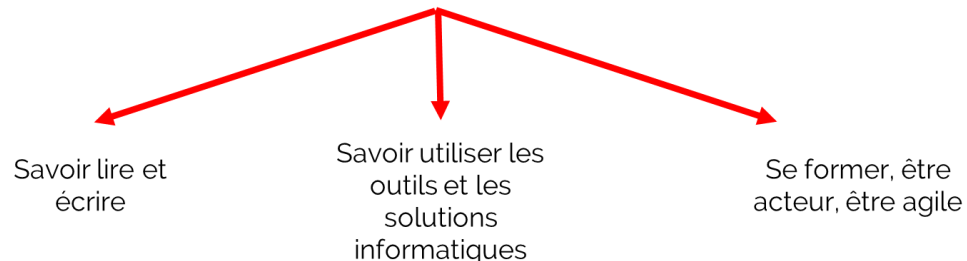 Savoir lire et
écrire
Savoir utiliser les
outils et les
solutions
informatiques
Se former, être
acteur, être agile